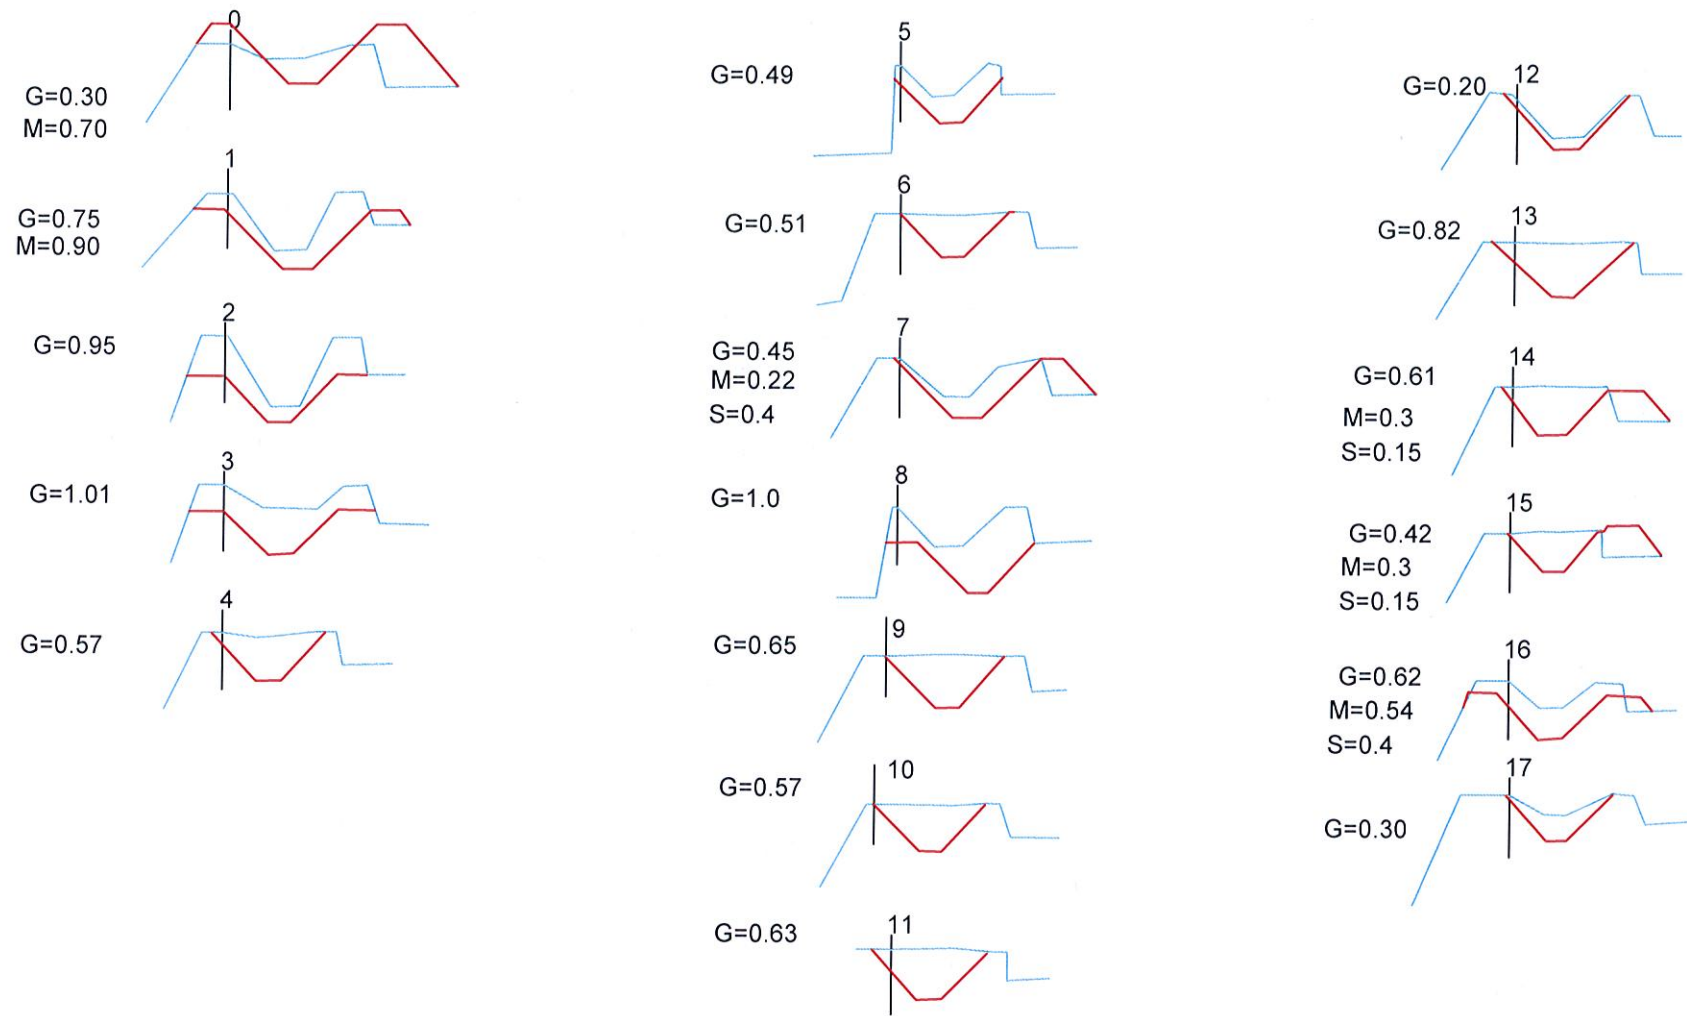 0
G=0.30
M=0.70
1
G=0.75
M=0.90
2
G=0.95
3
G=1.01
4
G=0.57
5
G=0.49
6
G=0.51
7
G=0.45
M=0.22
S=0.4
8
G=1.0
9
G=0.65
10
G=0.57
11
G=0.63
12
G=0.20
13
G=0.82
14
G=0.61
M=0.3
S=0.15
15
G=0.42
M=0.3
S=0.15
16
G=0.62
M=0.54
S=0.4
17
G=0.30